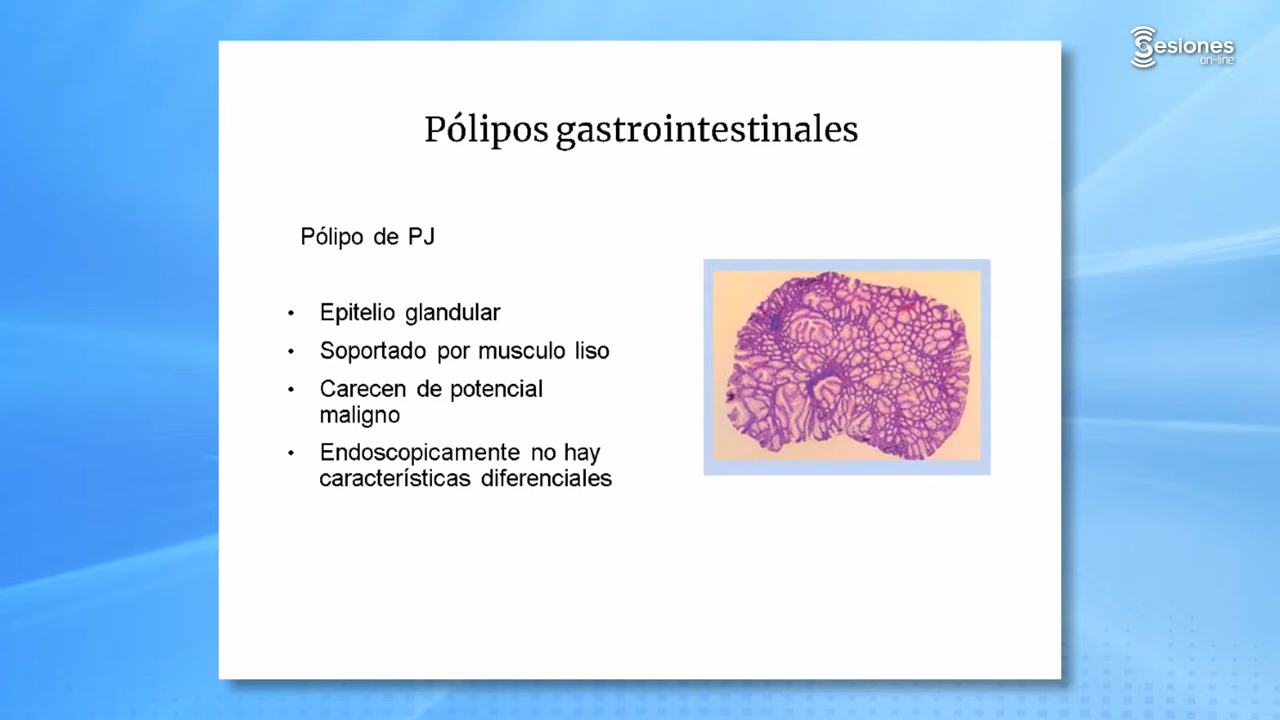 Sesiones
on-line
Pólipos gastrointestinales
Pólipo de PJ
• Epitelio glandular
• Soportado por musculo liso
• Carecen de potencial
maligno
• Endoscopicamente no hay
características diferenciales